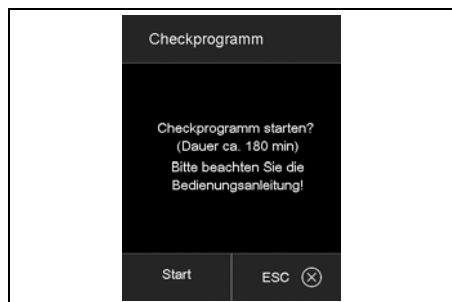 Checkprogramm
Checkprogramm starten?
(Dauer ca. 180 min)
Bitte beachten Sie die
Bedienungsanleitung!
Start
ESC